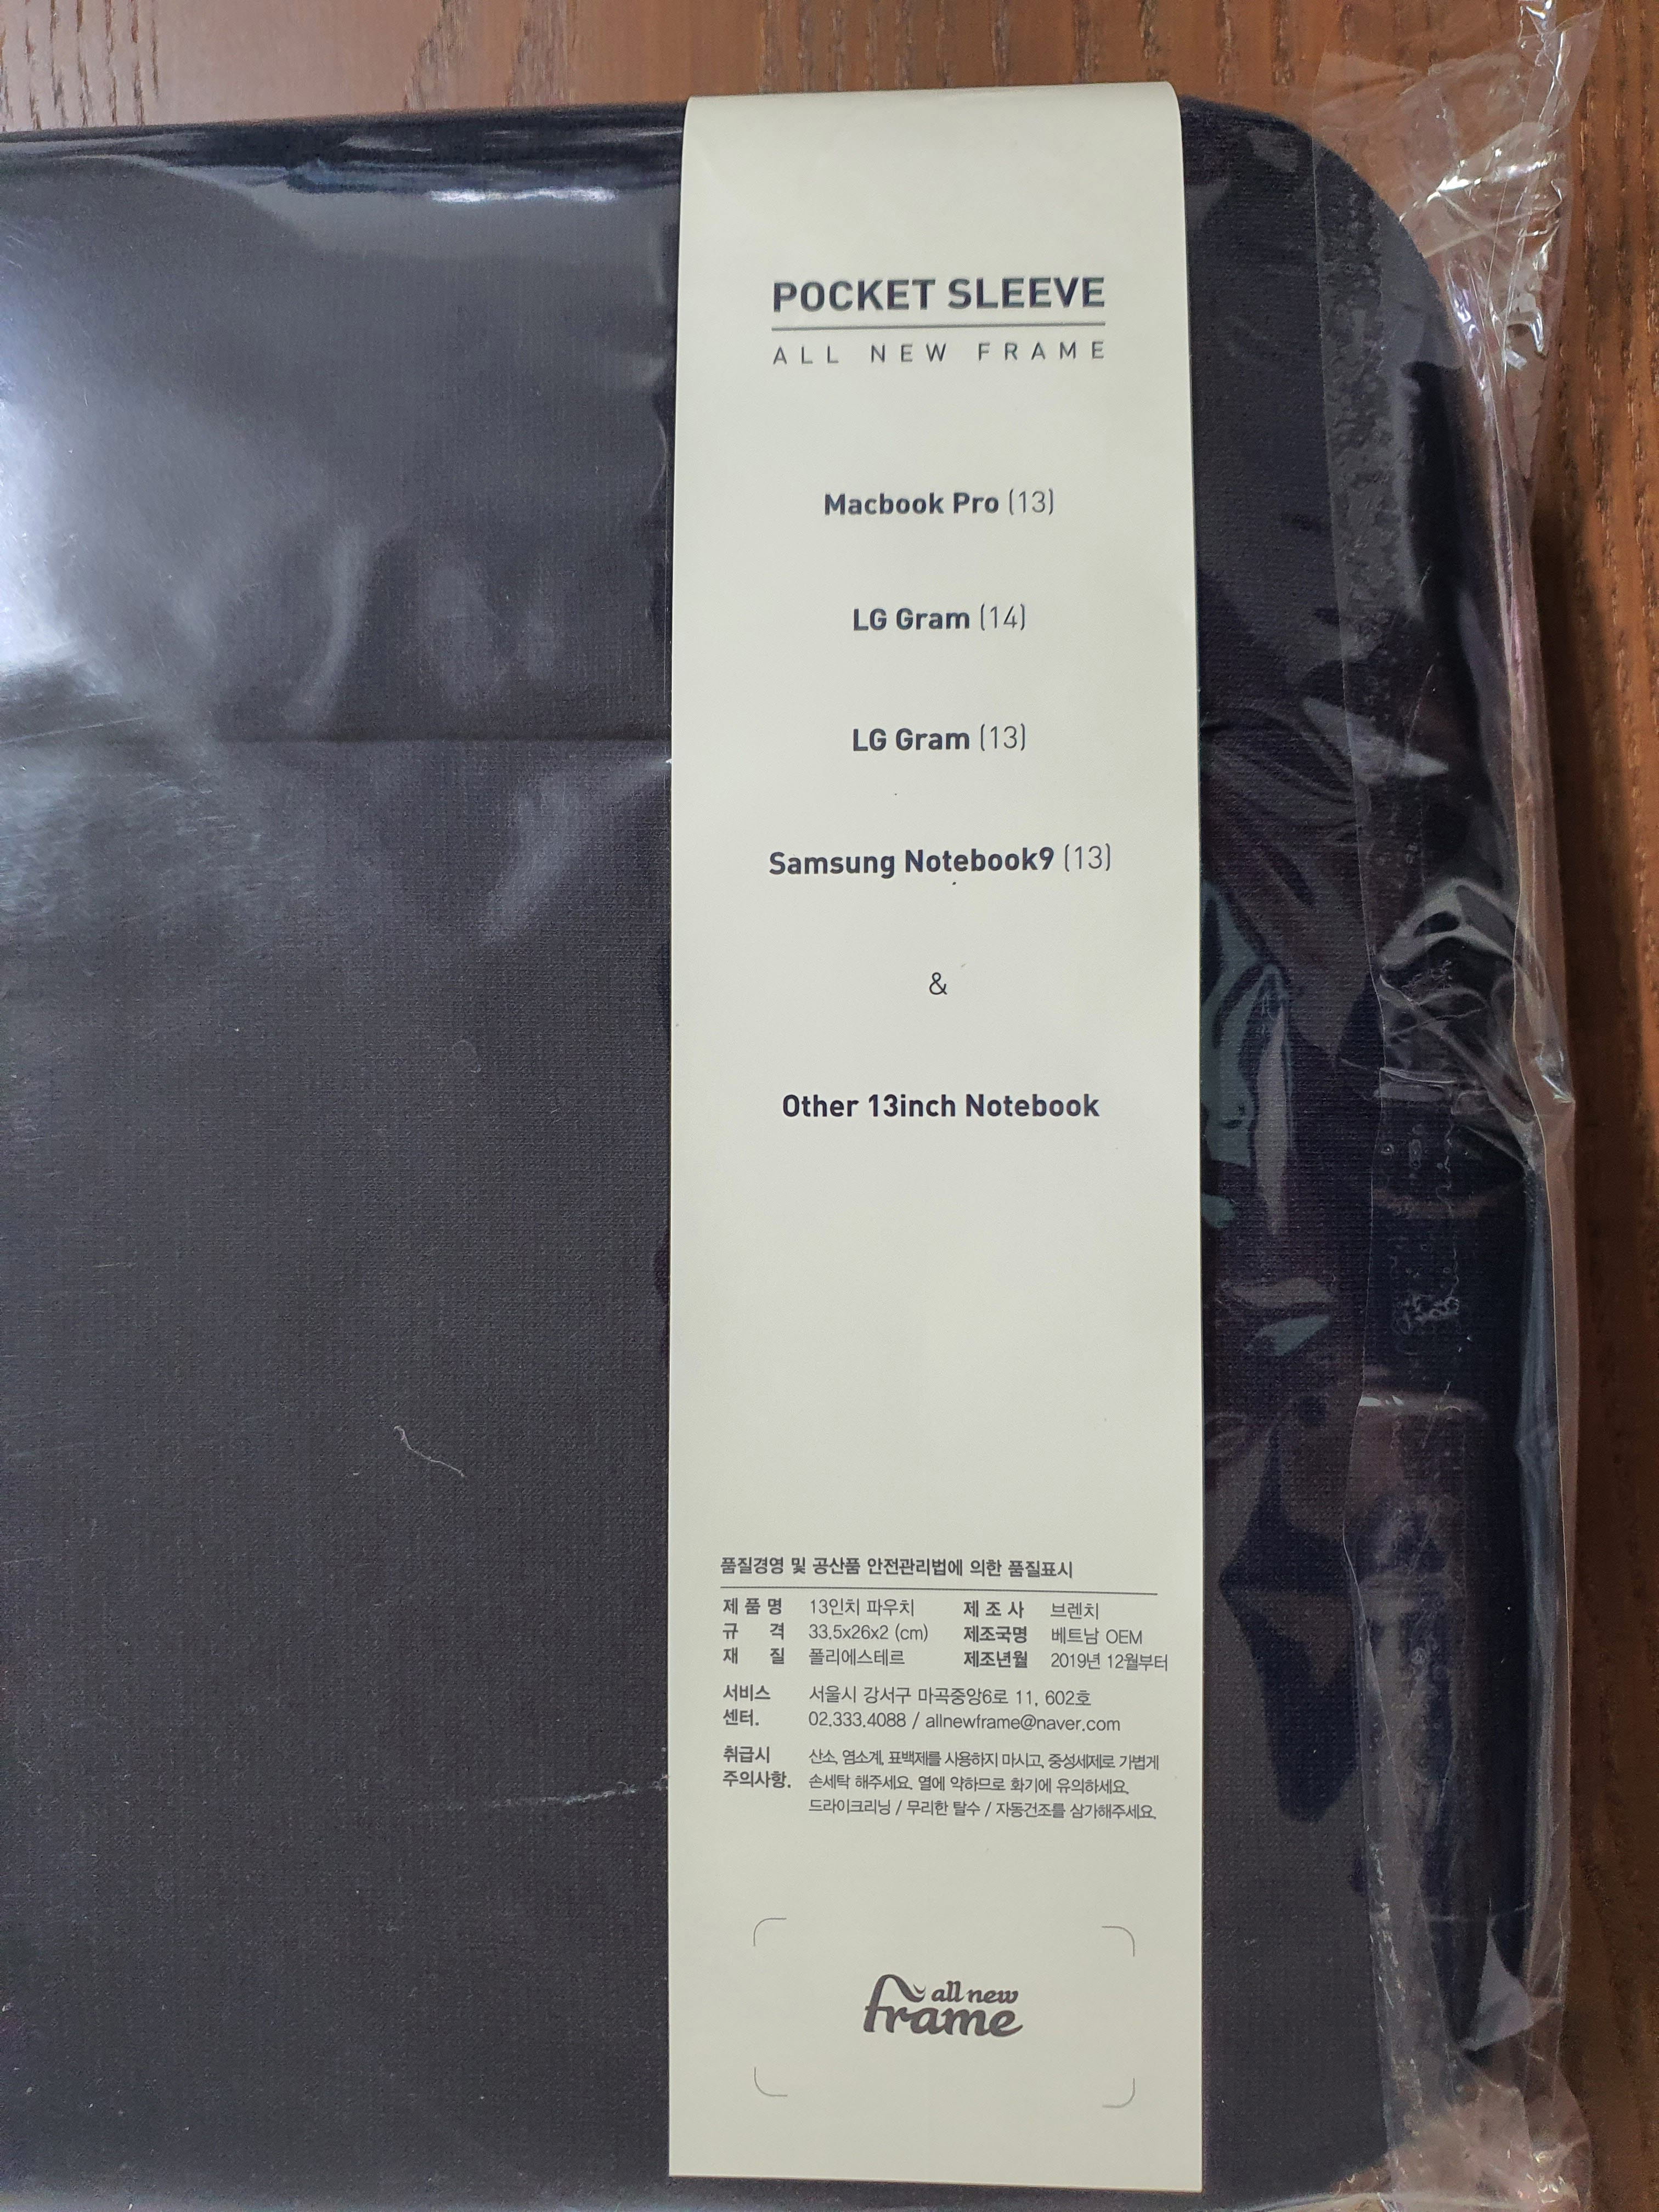 POCKET SLEEVE
ALL NEW FRAME
Macbook Pro (13)
LG Gram (14)
LG Gram (13)
Samsung Notebook9 (13)
&
Other 13inch Notebook
품질경영 및 공산품 안전관리법에 의한 품질표시
제 품 명 13인치 파우치 제 조 사 브렌치
규 격 33.5x26x2 (cm) 제조국명 베트남 OEM
재 질 폴리에스테르 제조년월 2019년 12월부터
서비스 서울시 강서구 마곡중앙6로 11, 602호
센터. 02.333.4088 / allnewframe@naver.com
취급시 산소, 염소계, 표백제를 사용하지 마시고, 중성세제로 가볍게
주의사항. 손세탁 해주세요. 열에 약하므로 화기에 유의하세요.
드라이크리닝 / 무리한 탈수 / 자동건조를 삼가해주세요.
all new
frame